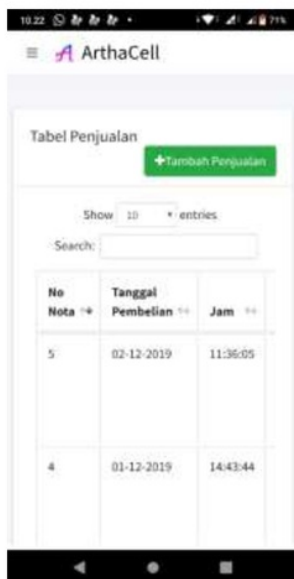 10.22
71%
ArthaCell
Tabel Penjualan
+Tambah Penjualan
Show 10 entries
Search:
No Nota
Tanggal Pembelian
Jam
5 02-12-2019 11:36:05
4 01-12-2019 14:43:44